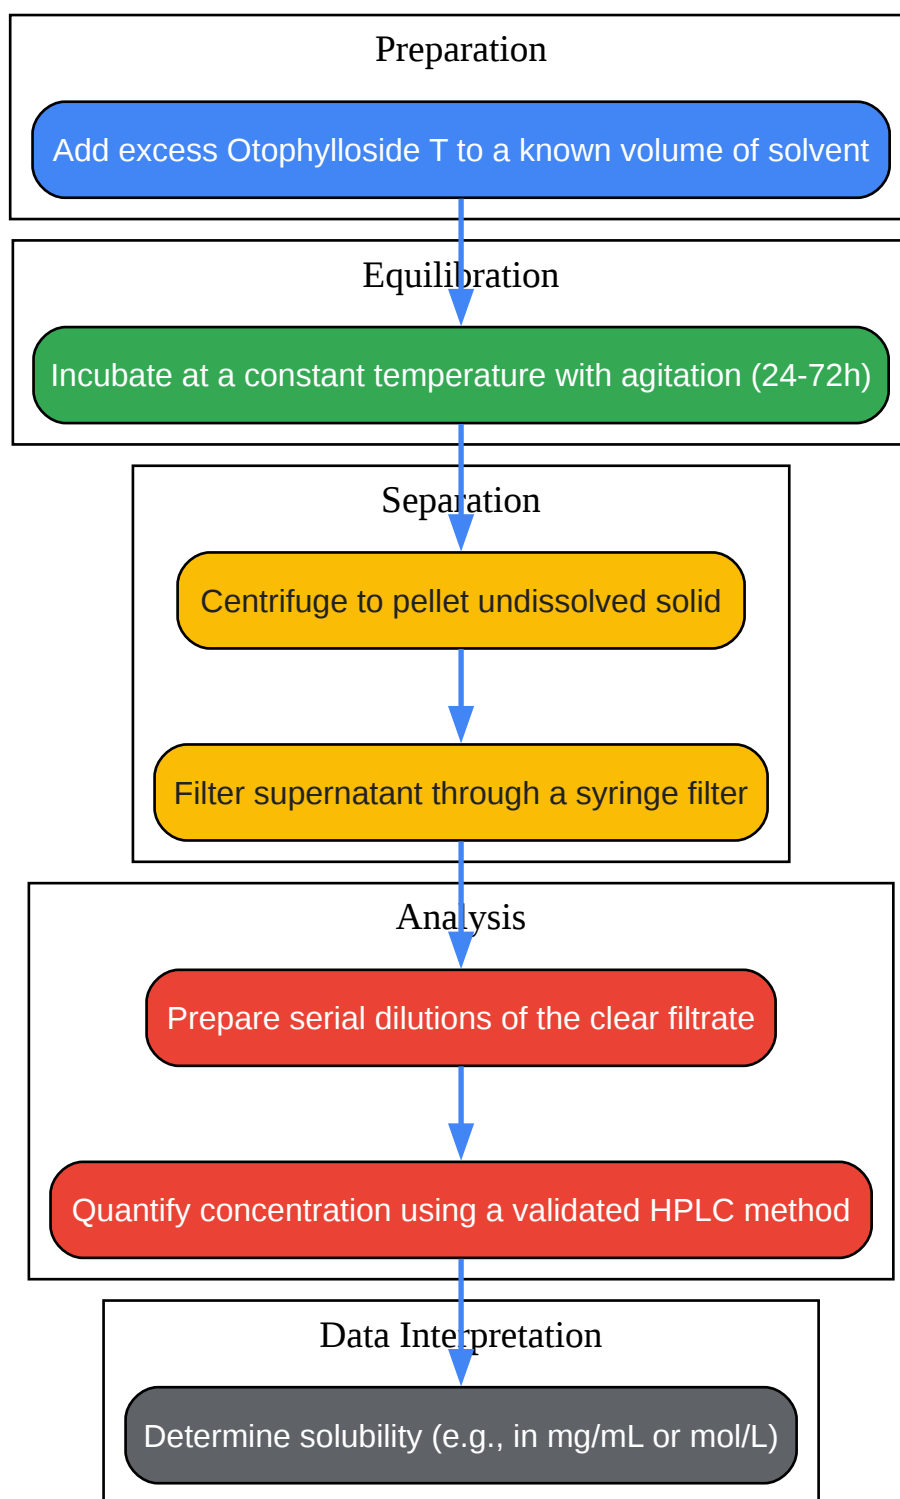 Preparation
Add excess Otophylloside T to a known volume of solvent
Equilibration
Incubate at a constant temperature with agitation (24-72h)
Separation
Centrifuge to pellet undissolved solid
Filter supernatant through a syringe filter
Analysis
Prepare serial dilutions of the clear filtrate
Quantify concentration using a validated HPLC method
Data Interpretation
Determine solubility (e.g., in mg/mL or mol/L)